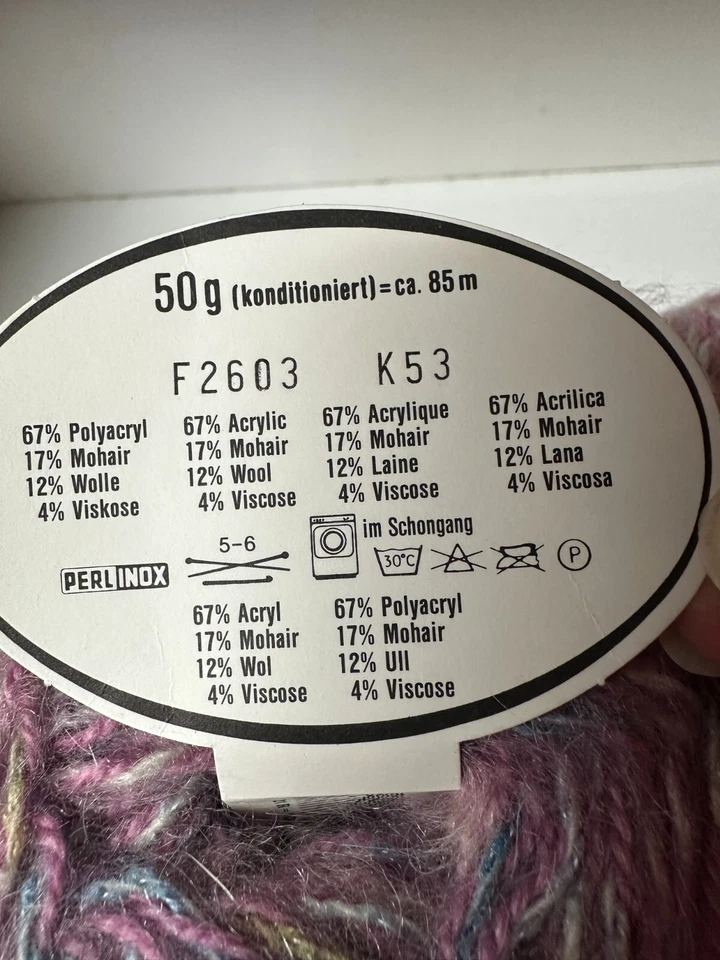 50g (konditioniert)=ca. 85m
F2603 K53
67% Polyacryl
17% Mohair
12% Wolle
4% Viskose
67% Acrylic
17% Mohair
12% Wool
4% Viscose
67% Acrylique
17% Mohair
12% Laine
4% Viscose
67% Acrilica
17% Mohair
12% Lana
4% Viscosa
PERLINOX
5-6
im Schongang
30°C
P
67% Acryl
17% Mohair
12% Wol
4% Viscose
67% Polyacryl
17% Mohair
12% Ull
4% Viscose